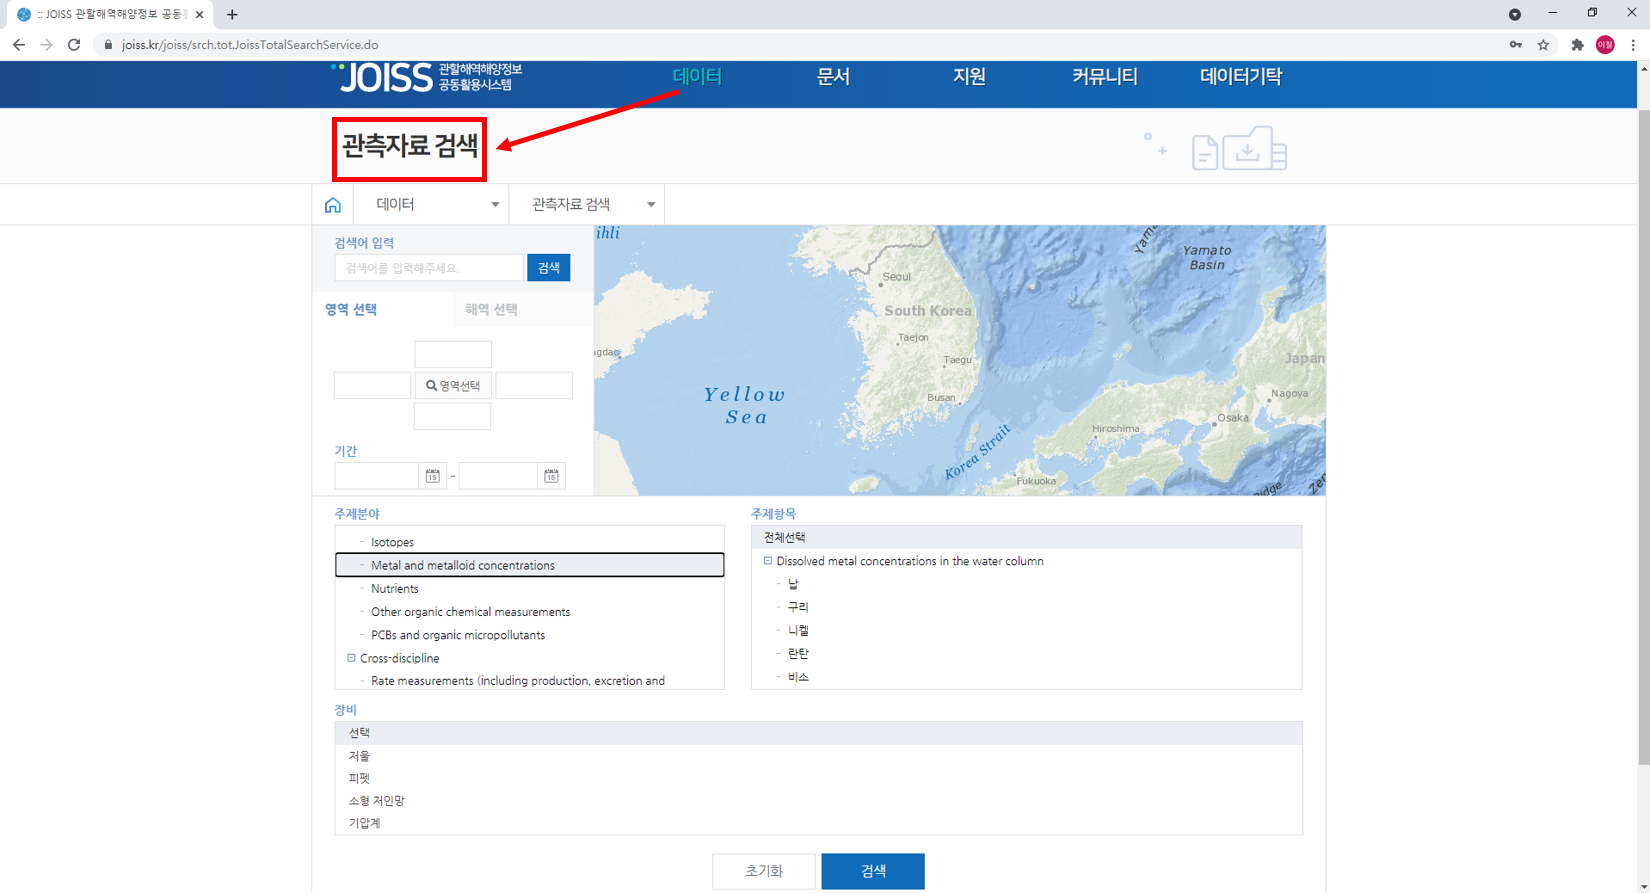 :: JOISS 관할해역해양정보 공동
joiss.kr/joiss/srch.tot.JoissTotalSearchService.do
이철
JOISS 관할해역해양정보 공동활용시스템
데이터 문서 지원 커뮤니티 데이터기탁
관측자료 검색
데이터 관측자료 검색
검색어 입력
검색어를 입력해주세요. 검색
영역 선택 해역 선택
영역선택
기간
15 - 15
ihli
Yama
Yamato
Basin
Seoul
South Korea
Taejon
gdao
Taegu
Japan
Yellow
Sea
Busan
Nagoya
Osaka
Hiroshima
Korea Strait
Fukuoka
idge
Ze
주제분야
Isotopes
Metal and metalloid concentrations
Nutrients
Other organic chemical measurements
PCBs and organic micropollutants
Cross-discipline
Rate measurements (including production, excretion and
주제항목
전체선택
Dissolved metal concentrations in the water column
납
구리
니켈
란탄
비소
장비
선택
저울
피펫
소형 저인망
기압계
초기화 검색